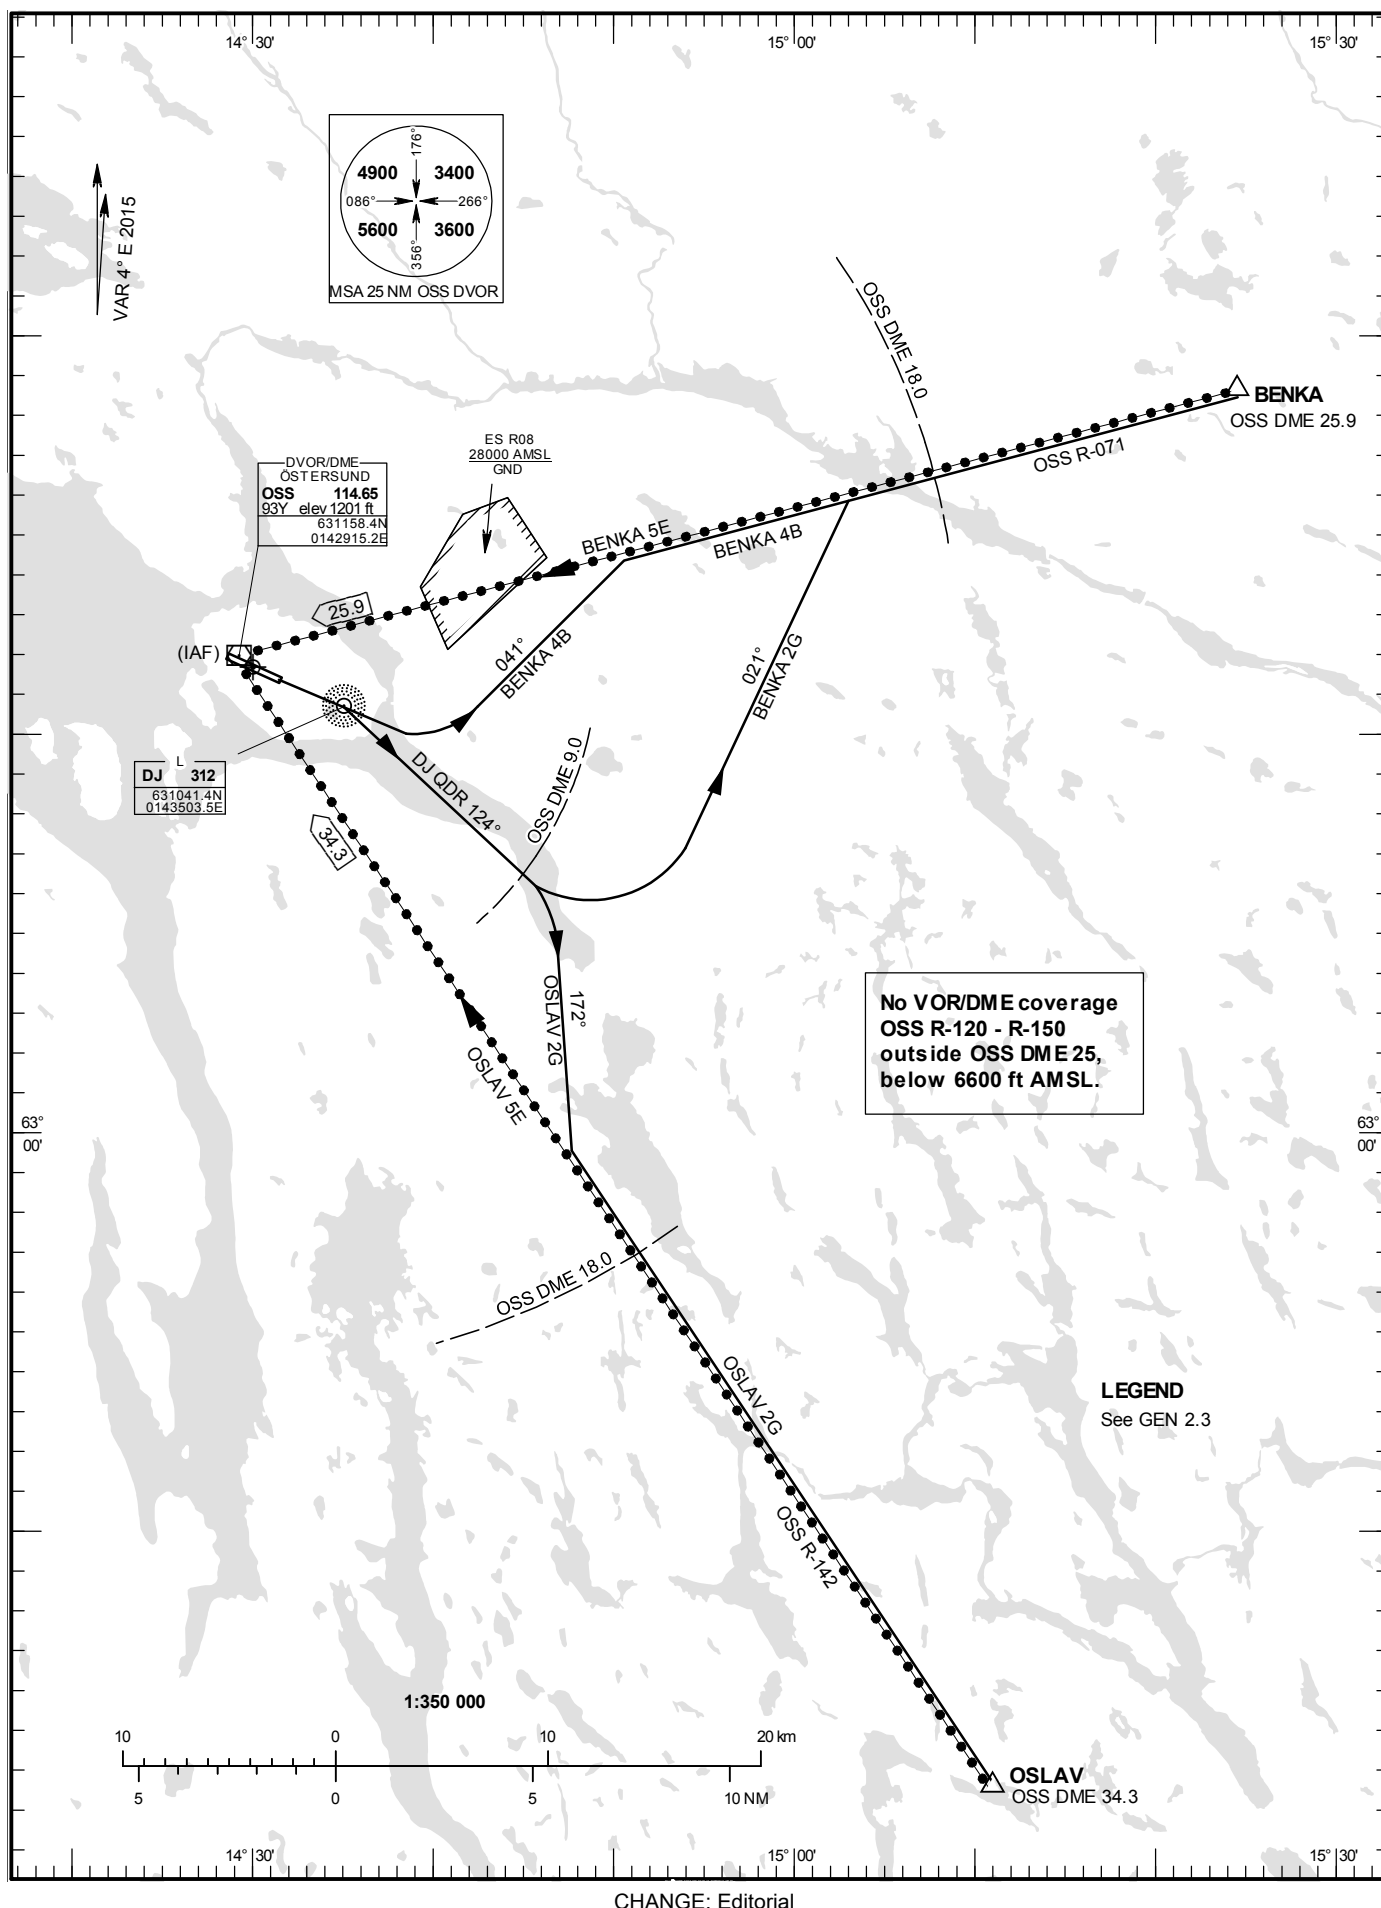 14° 30'
15° 00'
15° 30'
VAR 4° E 2015
176°
4900
3400
086°
266°
5600
3600
356°
MSA 25 NM OSS DVOR
OSS DME 18.0
BENKA
OSS DME 25.9
OSS R-071
ES R08
28000 AMSL
GND
DVOR/DME
ÖSTERSUND
OSS 114.65
93Y elev 1201 ft
631158.4N
0142915.2E
BENKA 5E
BENKA 4B
25.9
(IAF)
041°
BENKA 4B
021°
BENKA 2G
L
DJ 312
631041.4N
0143503.5E
DJ QDR 124°
OSS DME 9.0
34.3
172°
OSLAV 2G
No VOR/DME coverage
OSS R-120 - R-150
outside OSS DME 25,
below 6600 ft AMSL.
OSLAV 5E
63°
00'
63°
00'
OSS DME 18.0
OSLAV 2G
LEGEND
See GEN 2.3
OSS R-142
1:350 000
10 0 10 20 km
5 0 5 10 NM
OSLAV
OSS DME 34.3
14° 30'
15° 00'
15° 30'
CHANGE: Editorial